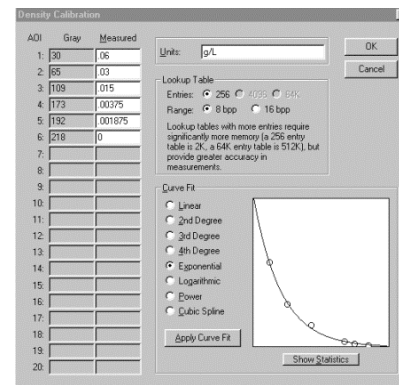 Density Calibration
AOI Gray Measured
1: 30 .06
2: 65 .03
3: 109 .015
4: 173 .00375
5: 192 .001875
6: 218 0
7:
8:
9:
10:
11:
12:
13:
14:
15:
16:
17:
18:
19:
20:
Units: g/L
OK
Cancel
Lookup Table
Entries: 256 4096 64K
Range: 8 bpp 16 bpp
Lookup tables with more entries require
significantly more memory (a 256 entry
table is 2K, a 64K entry table is 512K), but
provide greater accuracy in
measurements.
Curve Fit
Linear
2nd Degree
3rd Degree
4th Degree
Exponential
Logarithmic
Power
Cubic Spline
Apply Curve Fit
Show Statistics